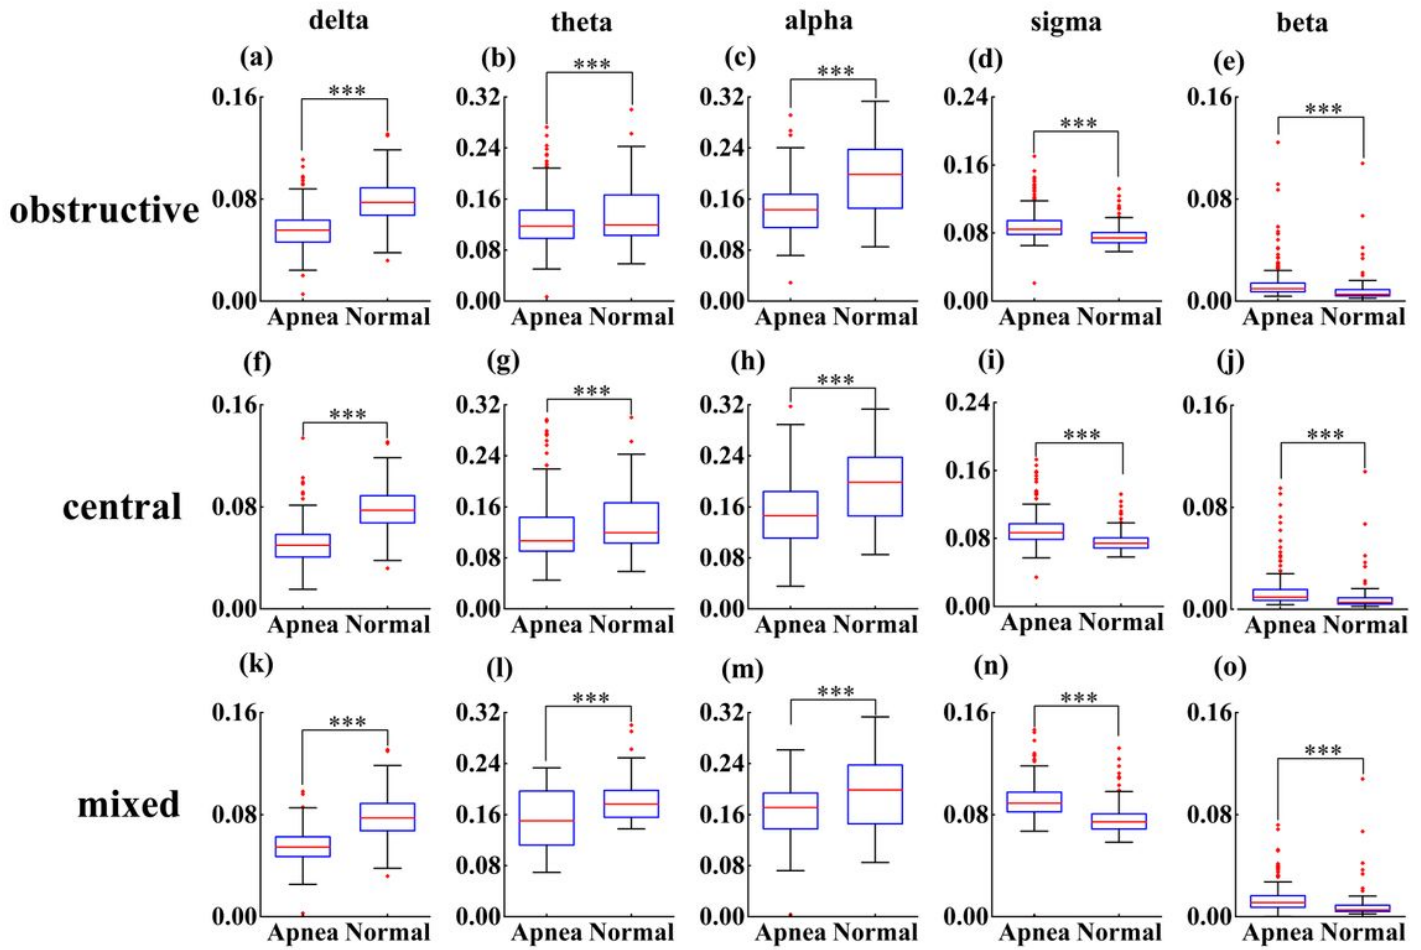 delta theta alpha sigma beta
(a) (b) (c) (d) (e)
0.16 0.32 0.32 0.24 0.16
*** *** *** *** ***
0.24 0.24 0.16
obstructive 0.08 0.16 0.16 0.08 0.08
0.08 0.08
0.00 0.00 0.00 0.00 0.00
Apnea Normal Apnea Normal Apnea Normal Apnea Normal Apnea Normal
(f) (g) (h) (i) (j)
0.16 0.32 0.32 0.24 0.16
*** *** *** *** ***
0.24 0.24 0.16
central 0.08 0.16 0.16 0.08 0.08
0.08 0.08
0.00 0.00 0.00 0.00 0.00
Apnea Normal Apnea Normal Apnea Normal Apnea Normal Apnea Normal
(k) (l) (m) (n) (o)
0.16 0.32 0.32 0.16 0.16
*** *** *** *** ***
0.24 0.24
mixed 0.08 0.16 0.16 0.08 0.08
0.08 0.08
0.00 0.00 0.00 0.00 0.00
Apnea Normal Apnea Normal Apnea Normal Apnea Normal Apnea Normal